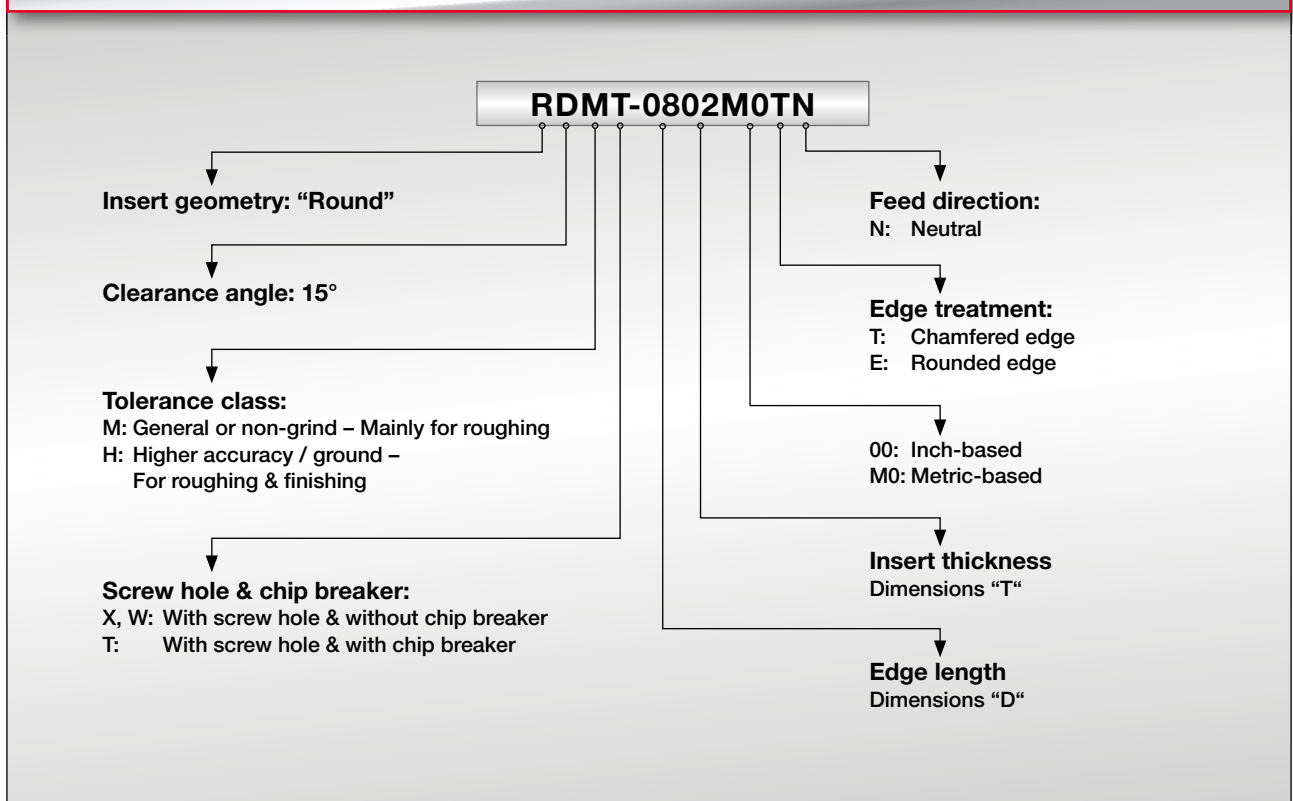 RDMT-0802M0TN
Insert geometry: “Round”
Clearance angle: 15°
Tolerance class:
M: General or non-grind – Mainly for roughing
H: Higher accuracy / ground –
For roughing & finishing
Screw hole & chip breaker:
X, W: With screw hole & without chip breaker
T: With screw hole & with chip breaker
Feed direction:
N: Neutral
Edge treatment:
T: Chamfered edge
E: Rounded edge
00: Inch-based
M0: Metric-based
Insert thickness
Dimensions “T“
Edge length
Dimensions “D“